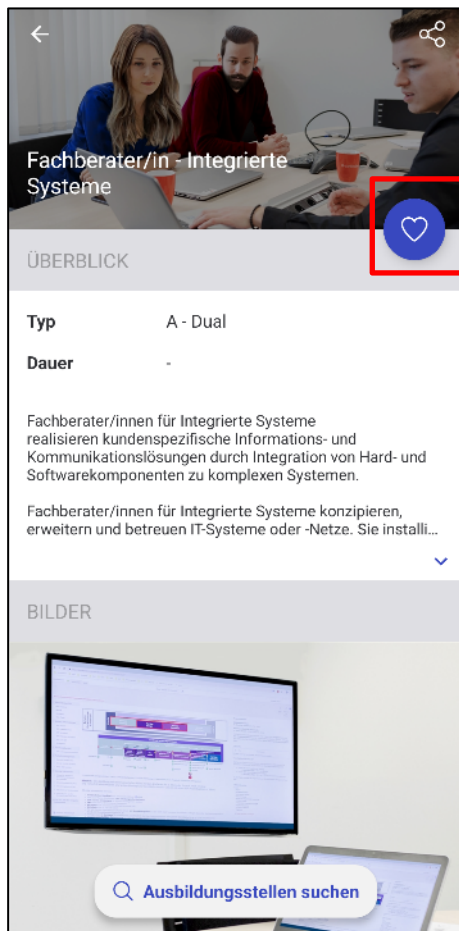 Fachberater/in - Integrierte
Systeme
ÜBERBLICK
Typ A - Dual
Dauer -
Fachberater/innen für Integrierte Systeme
realisieren kundenspezifische Informations- und
Kommunikationslösungen durch Integration von Hard- und
Softwarekomponenten zu komplexen Systemen.
Fachberater/innen für Integrierte Systeme konzipieren,
erweitern und betreuen IT-Systeme oder -Netze. Sie installi...
BILDER
Ausbildungsstellen suchen